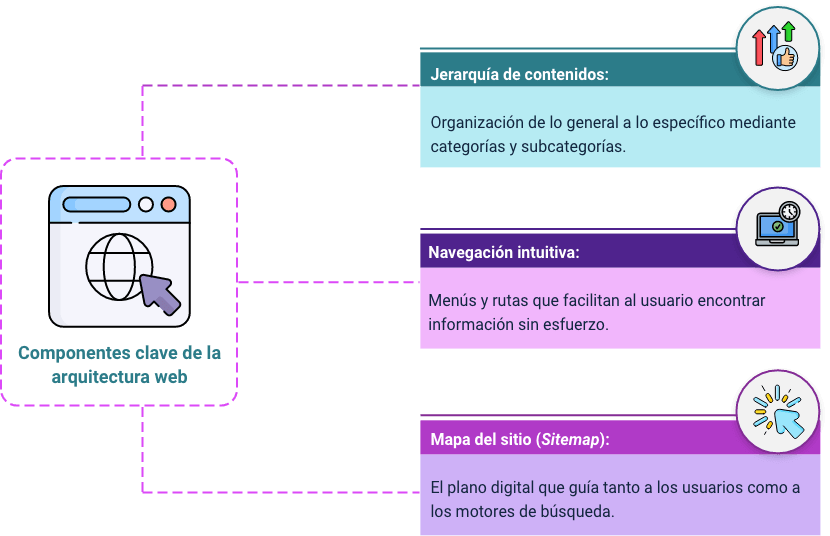 Componentes clave de la
arquitectura web
Jerarquía de contenidos:
Organización de lo general a lo específico mediante
categorías y subcategorías.
Navegación intuitiva:
Menús y rutas que facilitan al usuario encontrar
información sin esfuerzo.
Mapa del sitio (Sitemap):
El plano digital que guía tanto a los usuarios como a
los motores de búsqueda.